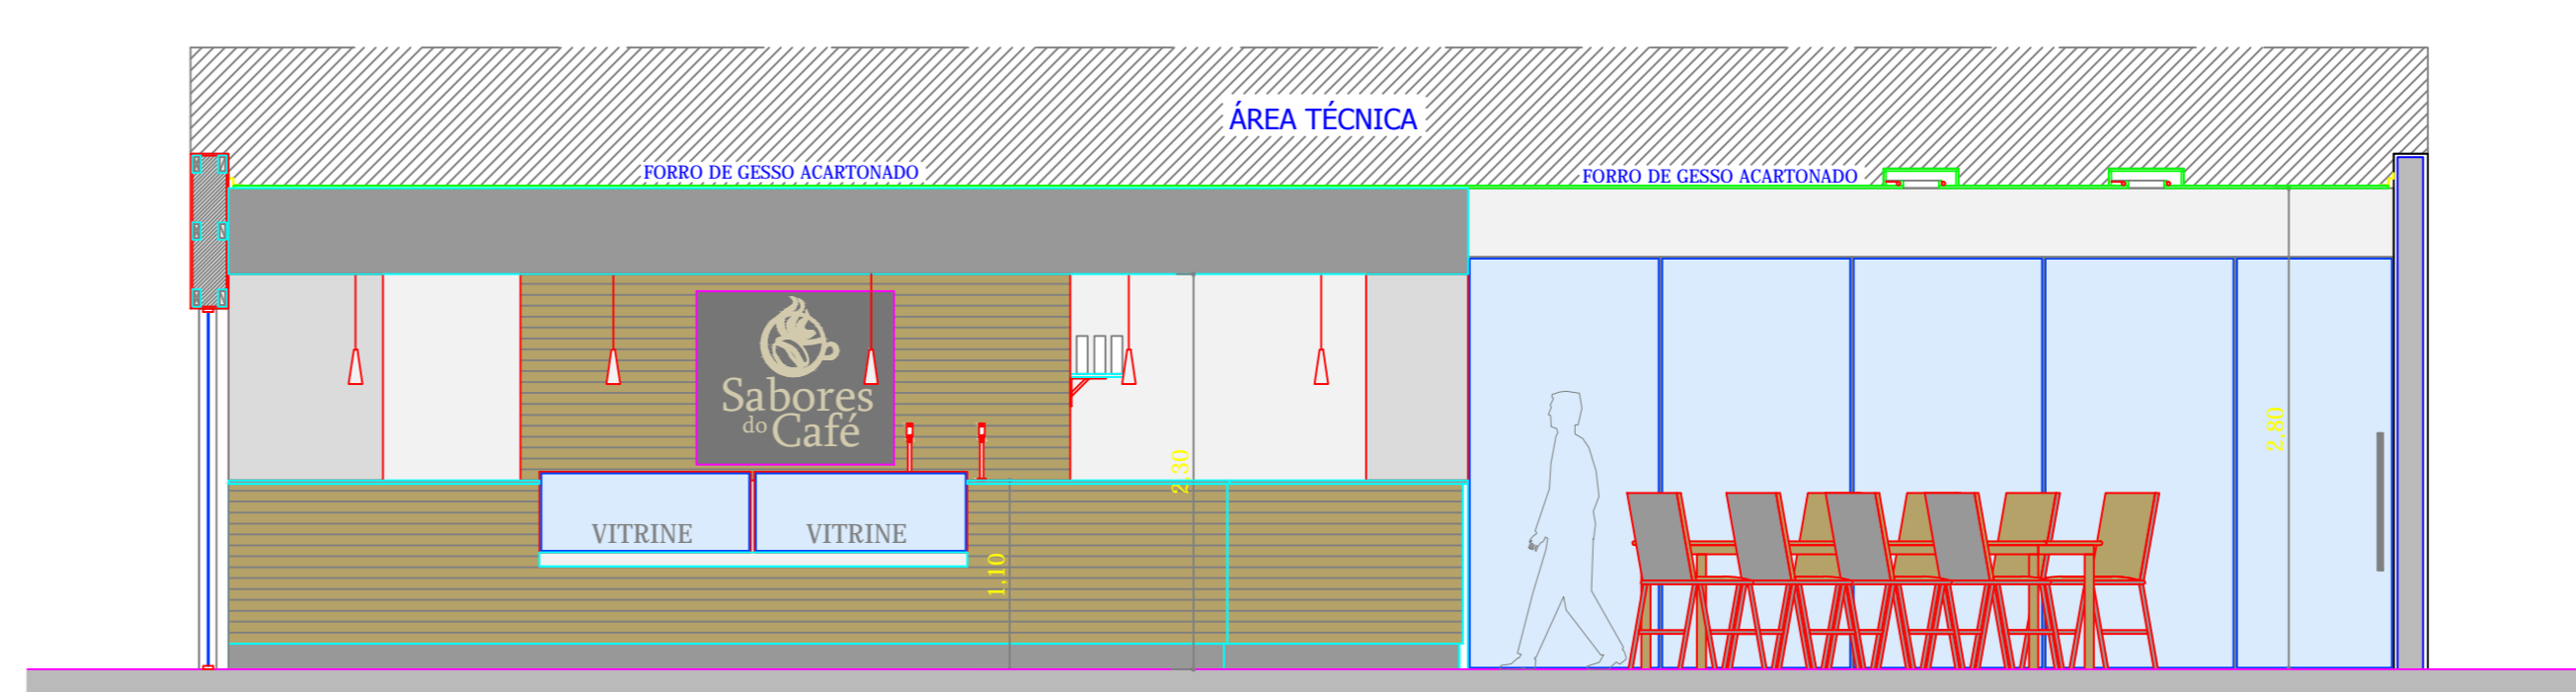 ÁREA TÉCNICA
FORRO DE GESSO ACARTONADO
FORRO DE GESSO ACARTONADO
Sabores
do Café
2,30
2,80
VITRINE
VITRINE
1,10